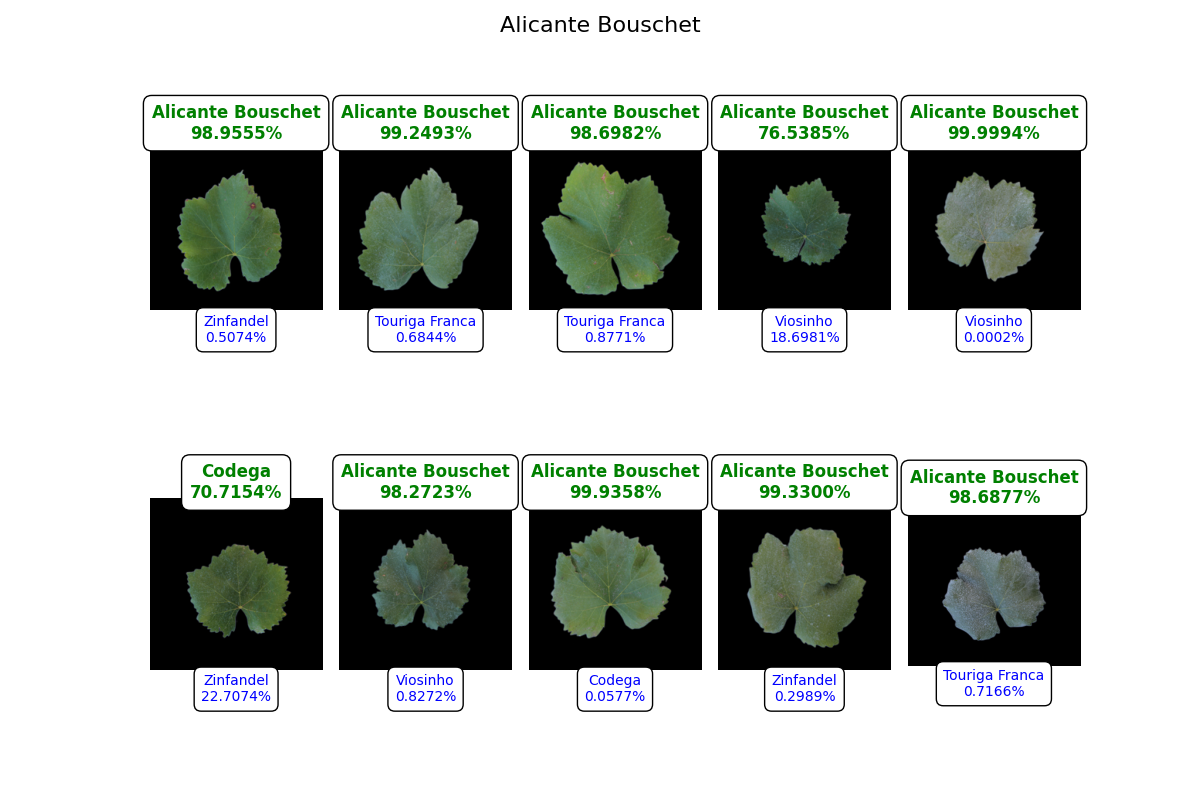 Alicante Bouschet
Alicante Bouschet
98.9555%
Alicante Bouschet
99.2493%
Alicante Bouschet
98.6982%
Alicante Bouschet
76.5385%
Alicante Bouschet
99.9994%
Zinfandel
0.5074%
Touriga Franca
0.6844%
Touriga Franca
0.8771%
Viosinho
18.6981%
Viosinho
0.0002%
Codega
70.7154%
Alicante Bouschet
98.2723%
Alicante Bouschet
99.9358%
Alicante Bouschet
99.3300%
Alicante Bouschet
98.6877%
Zinfandel
22.7074%
Viosinho
0.8272%
Codega
0.0577%
Zinfandel
0.2989%
Touriga Franca
0.7166%